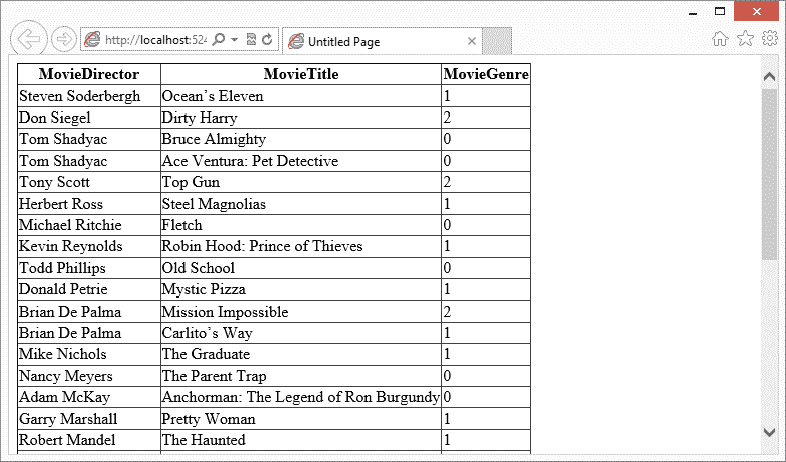 http://localhost:524
Untitled Page
MovieDirector MovieTitle MovieGenre
Steven Soderbergh Ocean’s Eleven 1
Don Siegel Dirty Harry 2
Tom Shadyac Bruce Almighty 0
Tom Shadyac Ace Ventura: Pet Detective 0
Tony Scott Top Gun 2
Herbert Ross Steel Magnolias 1
Michael Ritchie Fletch 0
Kevin Reynolds Robin Hood: Prince of Thieves 1
Todd Phillips Old School 0
Donald Petrie Mystic Pizza 1
Brian De Palma Mission Impossible 2
Brian De Palma Carlito’s Way 1
Mike Nichols The Graduate 1
Nancy Meyers The Parent Trap 0
Adam McKay Anchorman: The Legend of Ron Burgundy 0
Garry Marshall Pretty Woman 1
Robert Mandel The Haunted 1